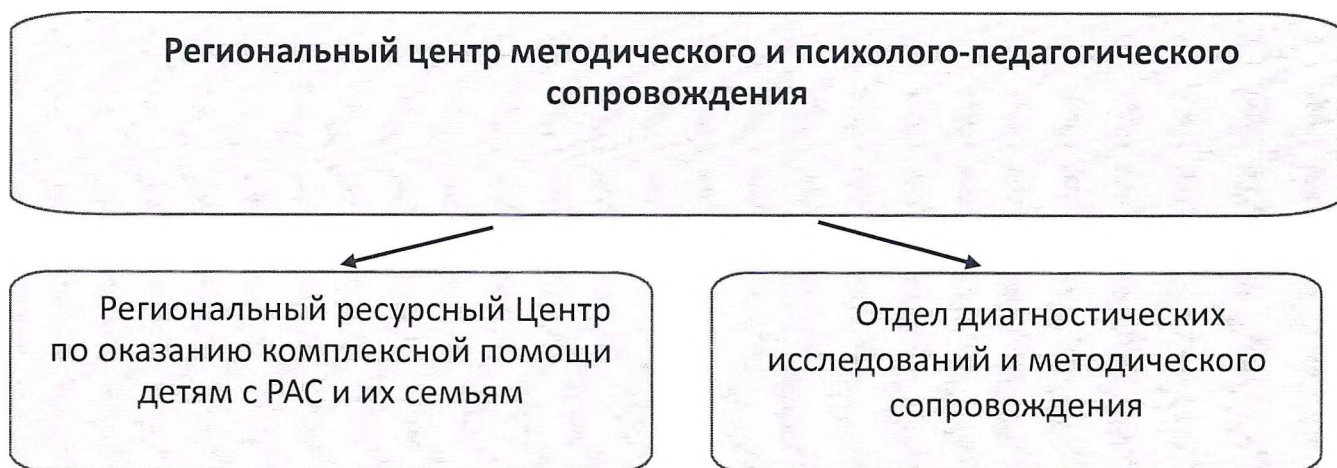 Региональный центр методического и психолого-педагогического
сопровождения
Региональный ресурсный Центр
по оказанию комплексной помощи
детям с РАС и их семьям
Отдел диагностических
исследований и методического
сопровождения